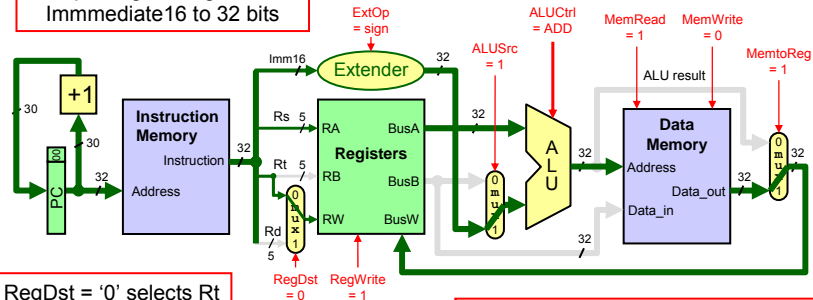 Immmediate16 to 32 bits
ExtOp
= sign
ALUCtrl
= ADD
MemRead
= 1
MemWrite
= 0
ALUSrc
= 1
MemtoReg
= 1
Imm16
Extender
32
ALU result
30
+1
30
PC
00
32
Instruction
Memory
Instruction
Address
32
Rs
5
Rt
5
Rd
5
0
mux
1
RA
BusA
Registers
RB
BusB
RW
BusW
32
0
mux
1
A
L
U
32
Data
Memory
Address
Data_out
Data_in
32
32
0
mux
1
32
RegDst
= 0
RegWrite
= 1
RegDst = ‘0’ selects Rt